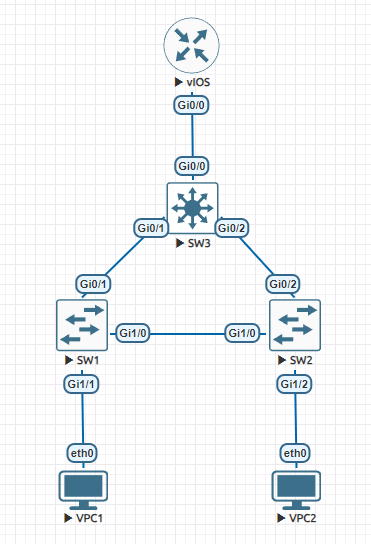 vIOS
Gi0/0
Gi0/0
Gi0/1
Gi0/2
SW3
Gi0/1
Gi0/2
Gi1/0
Gi1/0
SW1
SW2
Gi1/1
Gi1/2
eth0
eth0
VPC1
VPC2